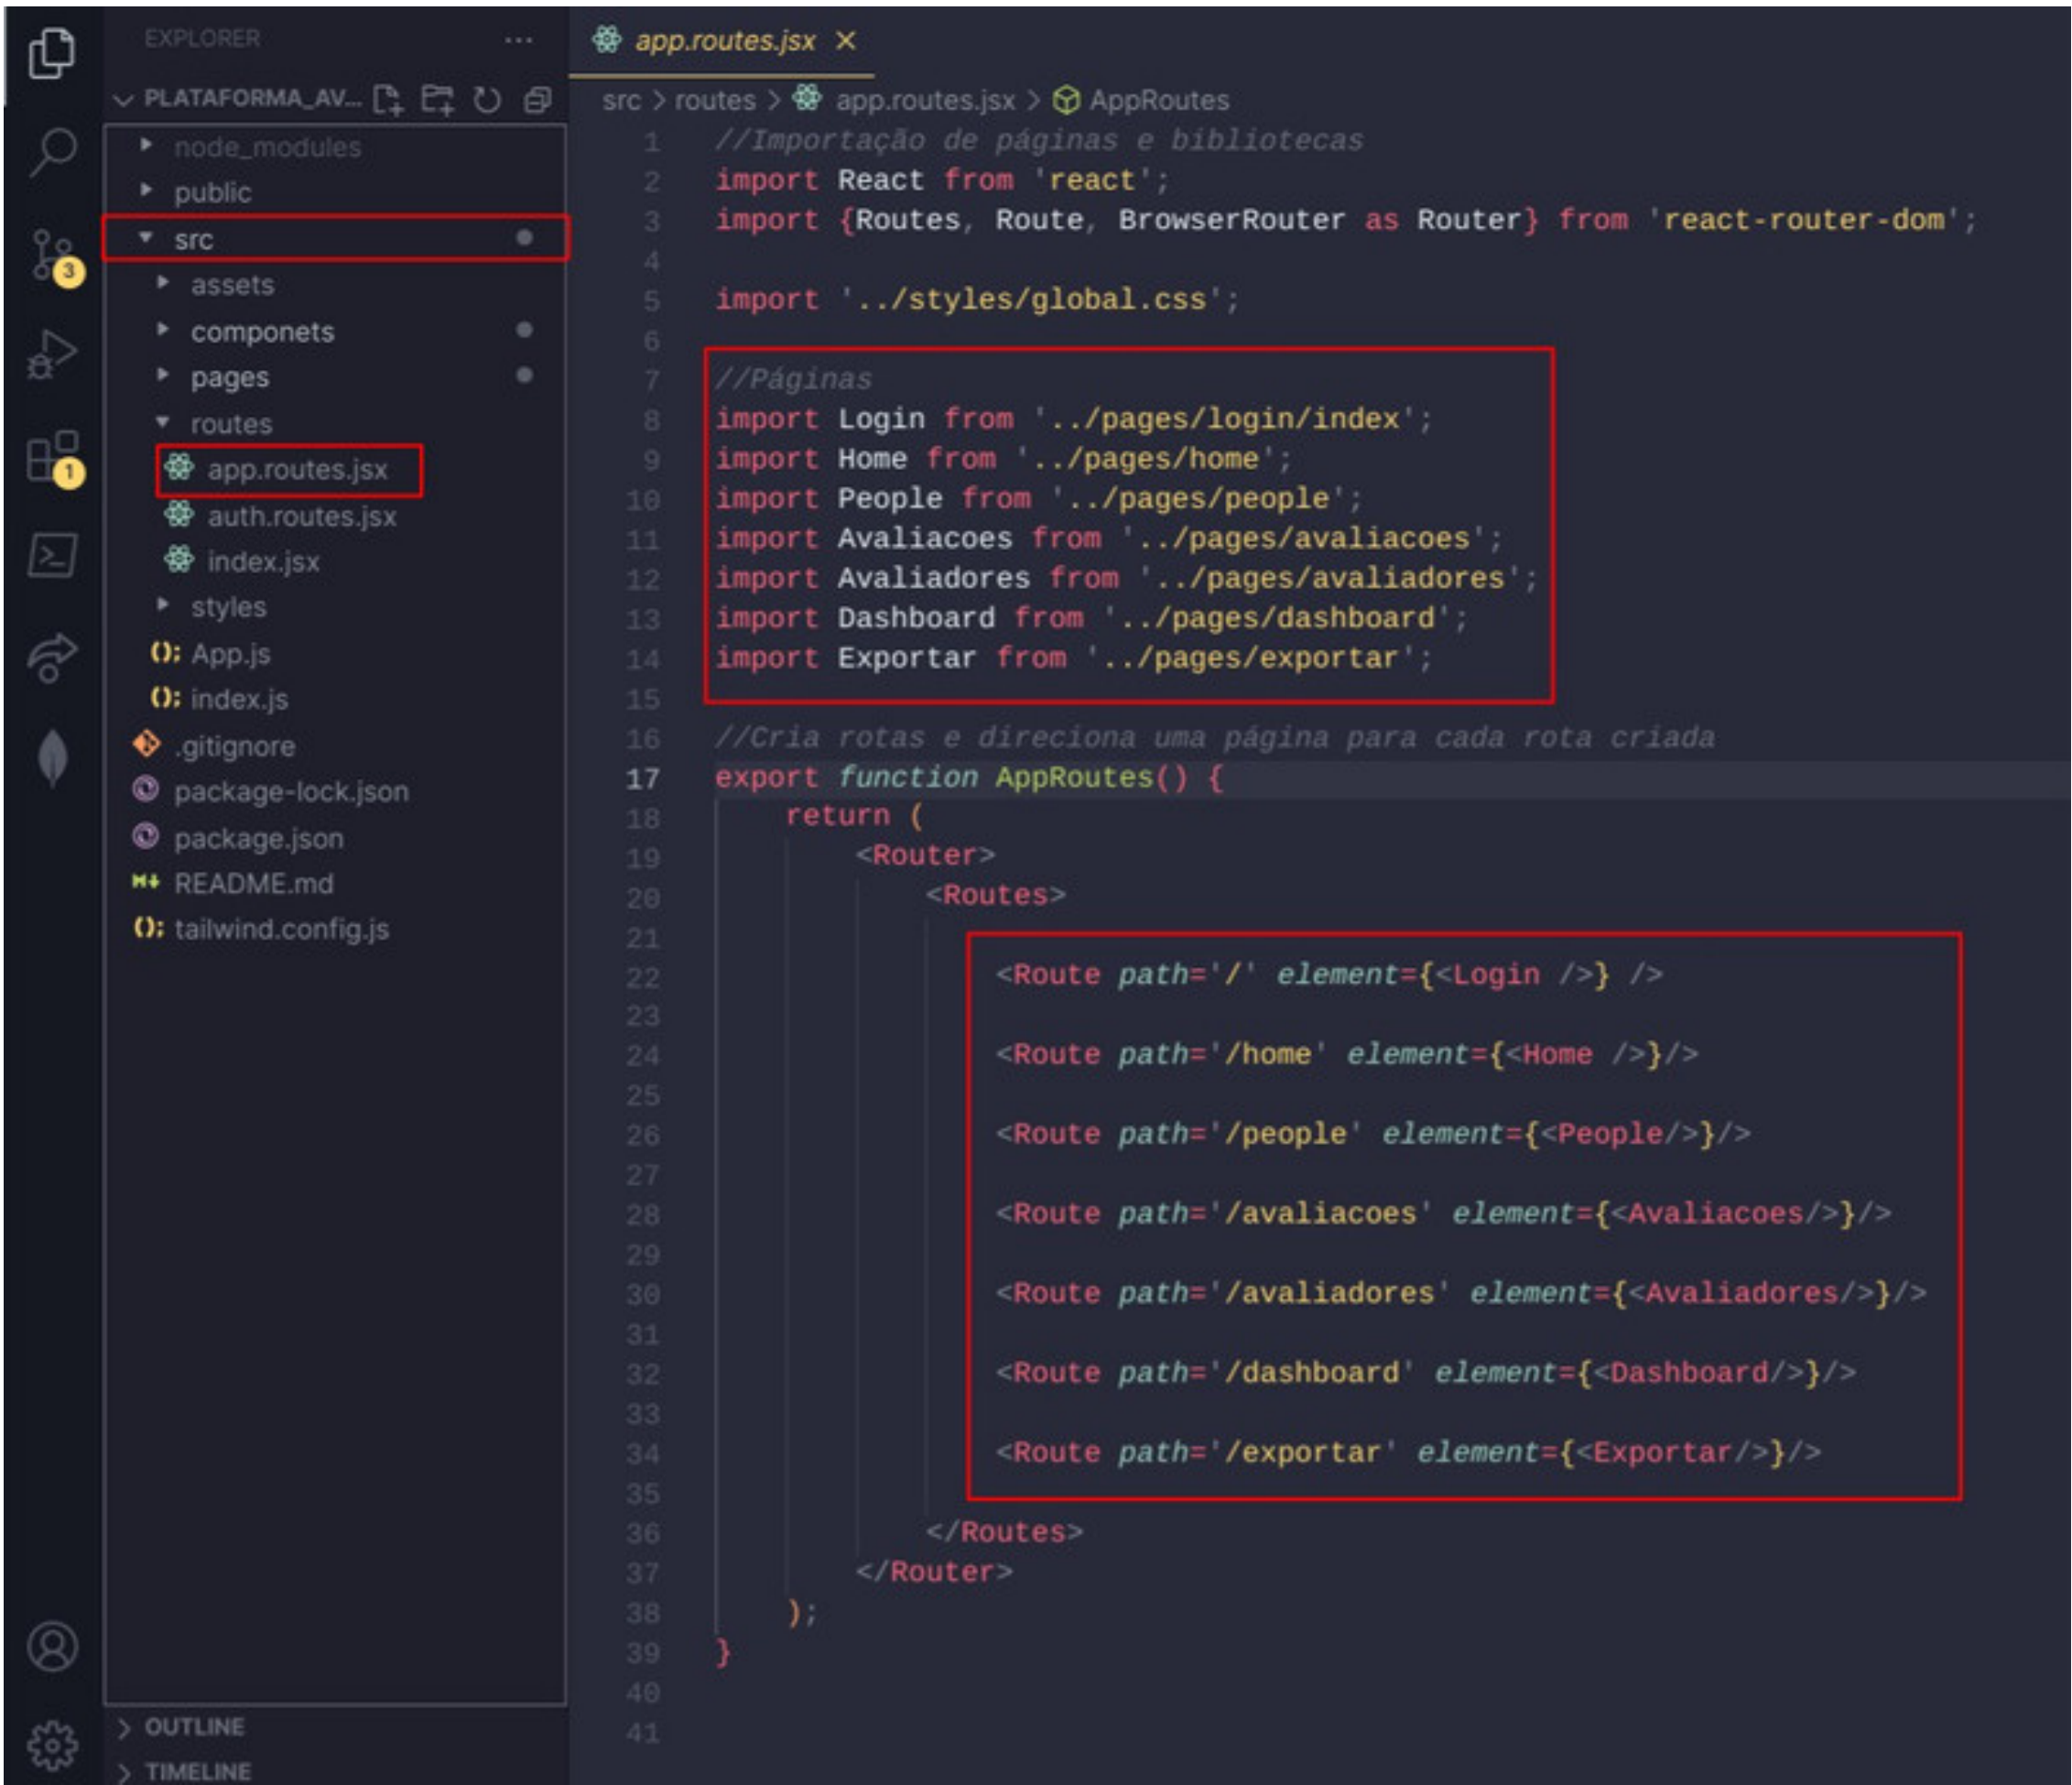 EXPLORER
PLATAFORMA_AV...
node_modules
public
src
assets
componets
pages
routes
app.routes.jsx
auth.routes.jsx
index.jsx
styles
App.js
index.js
.gitignore
package-lock.json
package.json
README.md
tailwind.config.js
OUTLINE
TIMELINE
3
1
app.routes.jsx
src > routes > app.routes.jsx > AppRoutes
1 //Importação de páginas e bibliotecas
2 import React from 'react';
3 import {Routes, Route, BrowserRouter as Router} from 'react-router-dom';
4
5 import '../styles/global.css';
6
7 //Páginas
8 import Login from '../pages/login/index';
9 import Home from '../pages/home';
10 import People from '../pages/people';
11 import Avaliacoes from '../pages/avaliacoes';
12 import Avaliadores from '../pages/avaliadores';
13 import Dashboard from '../pages/dashboard';
14 import Exportar from '../pages/exportar';
15
16 //Cria rotas e direciona uma página para cada rota criada
17 export function AppRoutes() {
18 return (
19 <Router>
20 <Routes>
21
22 <Route path='/' element={<Login />} />
23
24 <Route path='/home' element={<Home />}/>
25
26 <Route path='/people' element={<People/>}/>
27
28 <Route path='/avaliacoes' element={<Avaliacoes/>}/>
29
30 <Route path='/avaliadores' element={<Avaliadores/>}/>
31
32 <Route path='/dashboard' element={<Dashboard/>}/>
33
34 <Route path='/exportar' element={<Exportar/>}/>
35
36 </Routes>
37 </Router>
38 );
39 }
40
41